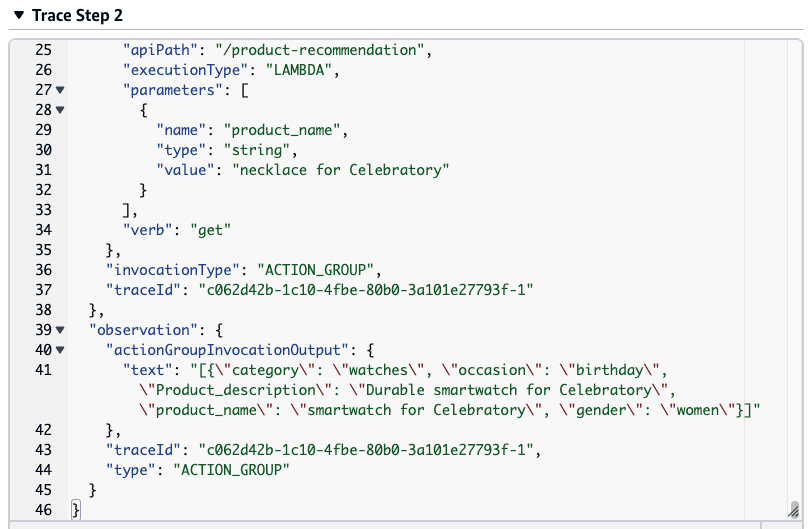 ▼ Trace Step 2
25 "apiPath": "/product-recommendation",
26 "executionType": "LAMBDA",
27 "parameters": [
28 {
29 "name": "product_name",
30 "type": "string",
31 "value": "necklace for Celebratory"
32 }
33 ],
34 "verb": "get"
35 },
36 "invocationType": "ACTION_GROUP",
37 "traceId": "c062d42b-1c10-4fbe-80b0-3a101e27793f-1"
38 },
39 "observation": {
40 "actionGroupInvocationOutput": {
41 "text": "[{\"category\": \"watches\", \"occasion\": \"birthday\",
\"Product_description\": \"Durable smartwatch for Celebratory\",
\"product_name\": \"smartwatch for Celebratory\", \"gender\": \"women\"}]"
42 },
43 "traceId": "c062d42b-1c10-4fbe-80b0-3a101e27793f-1",
44 "type": "ACTION_GROUP"
45 }
46 }